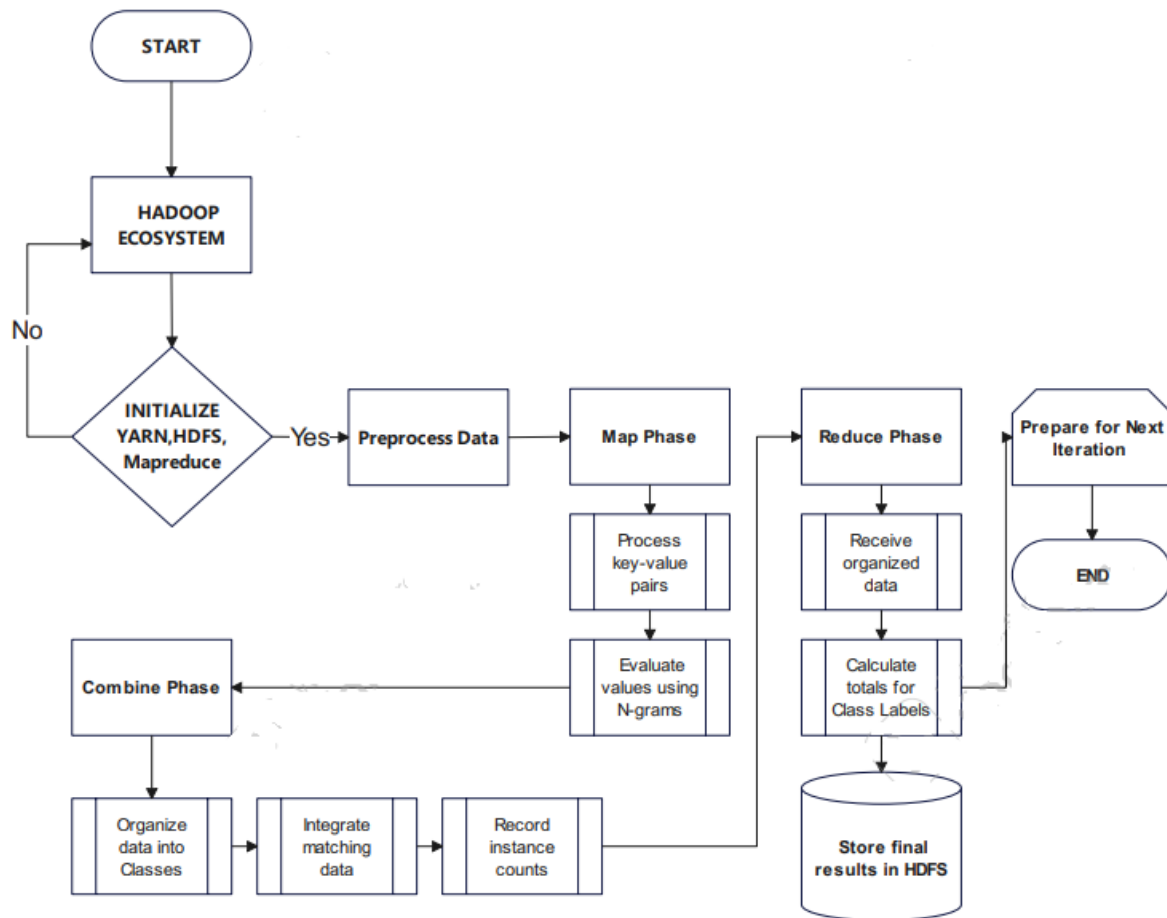 START
HADOOP
ECOSYSTEM
No
INITIALIZE
YARN,HDFS,
Mapreduce
Yes
Preprocess Data
Map Phase
Process
key-value
pairs
Evaluate
values using
N-grams
Combine Phase
Organize
data into
Classes
Integrate
matching
data
Record
instance
counts
Reduce Phase
Receive
organized
data
Calculate
totals for
Class Labels
Store final
results in HDFS
Prepare for Next
Iteration
END